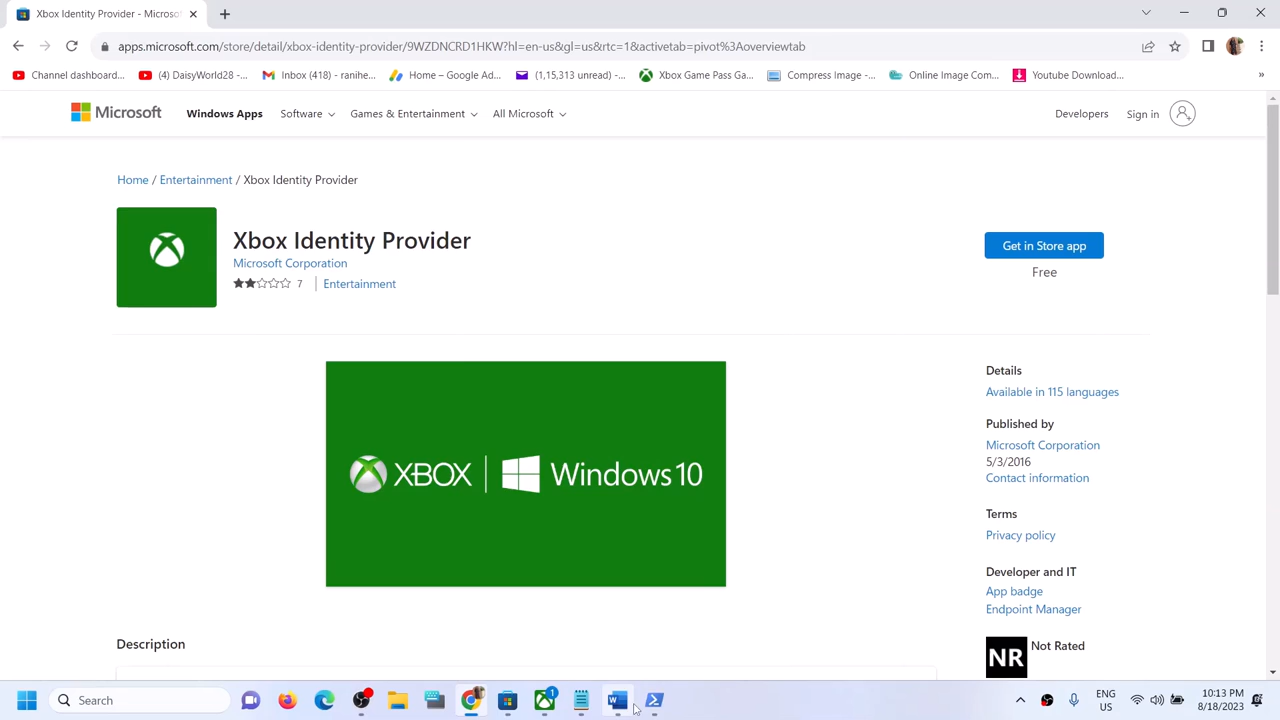 Xbox Identity Provider - Microso
apps.microsoft.com/store/detail/xbox-identity-provider/9WZDNCRD1HKW?hl=en-us&gl=us&rtc=1&activetab=pivot%3Aoverviewtab
Channel dashboard... (4) DaisyWorld28 -... Inbox (18) - ranihe... Home – Google Ad... (1,15,313 unread) -... Xbox Game Pass Ga... Compress Image -... Online Image Com... Youtube Download... »
Microsoft Windows Apps Software Games & Entertainment All Microsoft Developers Sign in
Home / Entertainment / Xbox Identity Provider
Xbox Identity Provider
Microsoft Corporation
7 Entertainment
Get in Store app
Free
XBOX Windows 10
Details
Available in 115 languages
Published by
Microsoft Corporation
5/3/2016
Contact information
Terms
Privacy policy
Developer and IT
App badge
Endpoint Manager
NR Not Rated
Description
Search
1
ENG
US
10:13 PM
8/18/2023